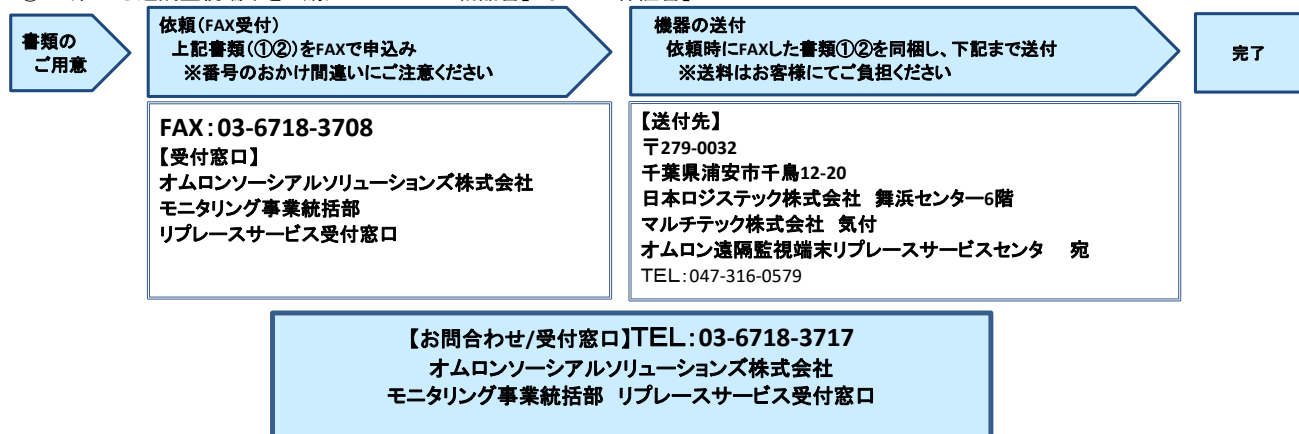 書類の
ご用意
依頼(FAX受付)
上記書類(①②)をFAXで申込み
※番号のおかけ間違いにご注意ください
機器の送付
依頼時にFAXした書類①②を同梱し、下記まで送付
※送料はお客様にてご負担ください
完了
FAX:03-6718-3708
【受付窓口】
オムロンソーシアルソリューションズ株式会社
モニタリング事業統括部
リプレースサービス受付窓口
【送付先】
〒279-0032
千葉県浦安市千鳥12-20
日本ロジステック株式会社 舞浜センター6階
マルチテック株式会社 気付
オムロン遠隔監視端末リプレースサービスセンタ 宛
TEL:047-316-0579
【お問合わせ/受付窓口】TEL:03-6718-3717
オムロンソーシアルソリューションズ株式会社
モニタリング事業統括部 リプレースサービス受付窓口